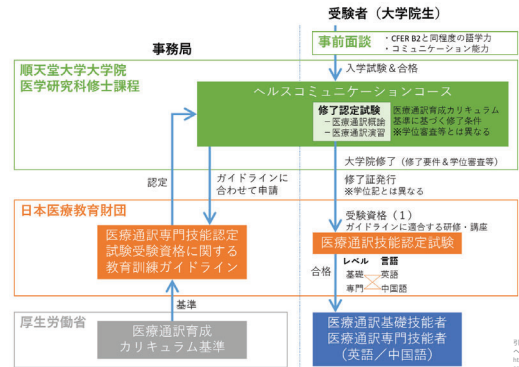 受験者（大学院生）
事務局
事前面談
・CFER B2と同程度の語学力
・コミュニケーション能力
順天堂大学大学院
医学研究科修士課程
入学試験＆合格
ヘルスコミュニケーションコース
修了認定試験
－医療通訳概論
－医療通訳演習
医療通訳育成カリキュラム
基準に基づく修了条件
※学位審査等とは異なる
認定
ガイドラインに
合わせて申請
大学院修了（修了要件＆学位審査等）
修了証発行
※学位記とは異なる
日本医療教育財団
医療通訳専門技能認定
試験受験資格に関する
教育訓練ガイドライン
受験資格（1）
ガイドラインに適合する研修・講座
医療通訳技能認定試験
合格
レベル 言語
基礎 英語
専門 中国語
基準
厚生労働省
医療通訳育成
カリキュラム基準
医療通訳基礎技能者
医療通訳専門技能者
（英語／中国語）